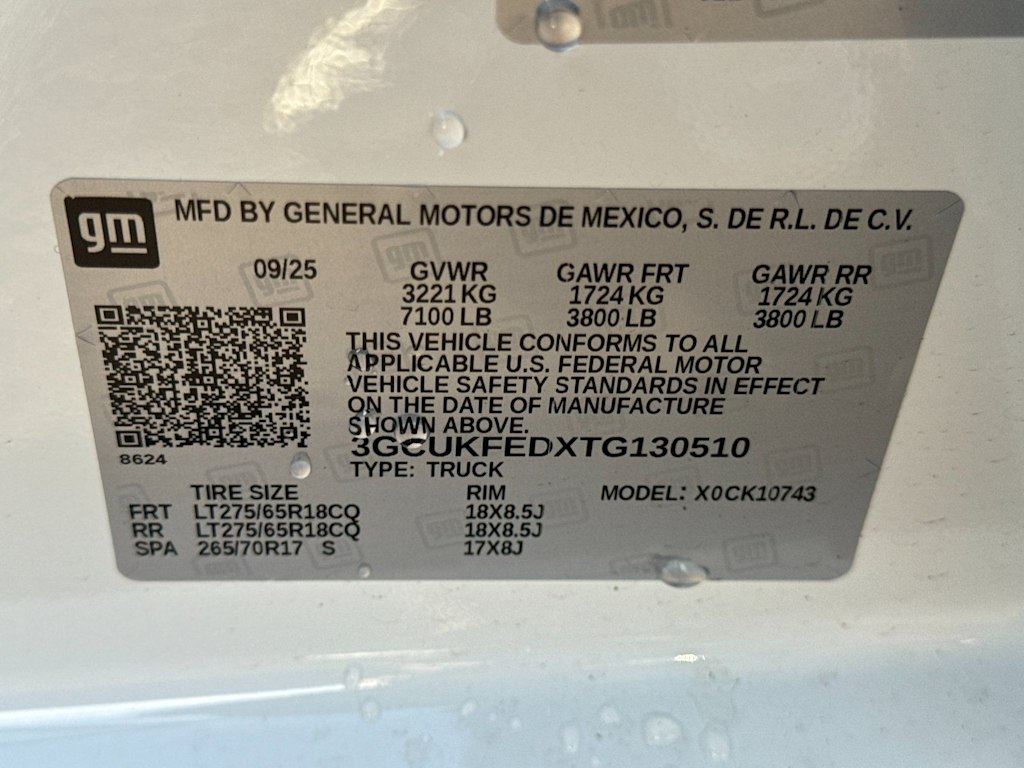 gm
MFD BY GENERAL MOTORS DE MEXICO, S. DE R.L. DE C.V.
09/25 GVWR GAWR FRT GAWR RR
3221 KG 1724 KG 1724 KG
7100 LB 3800 LB 3800 LB
THIS VEHICLE CONFORMS TO ALL
APPLICABLE U.S. FEDERAL MOTOR
VEHICLE SAFETY STANDARDS IN EFFECT
ON THE DATE OF MANUFACTURE
SHOWN ABOVE.
3GCUKFEDXTG130510
8624
TYPE: TRUCK
TIRE SIZE RIM MODEL: X0CK10743
FRT LT275/65R18CQ 18X8.5J
RR LT275/65R18CQ 18X8.5J
SPA 265/70R17 S 17X8J